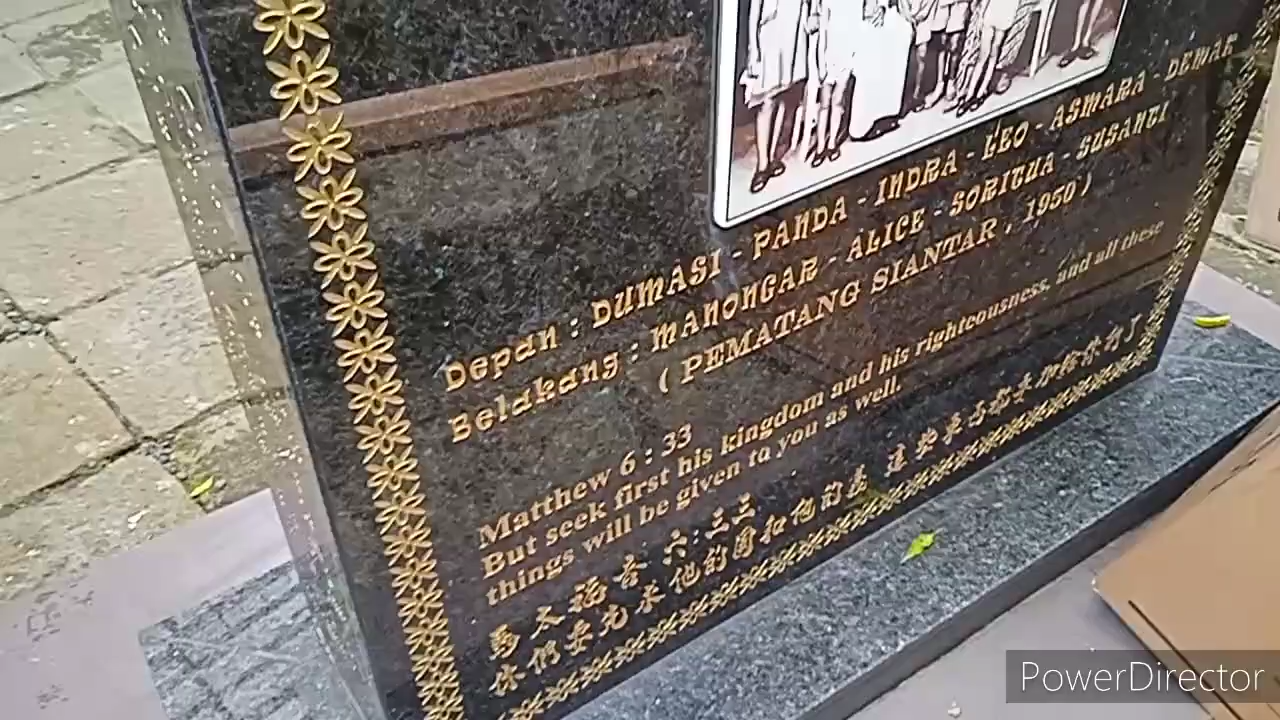 Depan : DUMASI - PANDA - INDRA - LEO - ASMARA - DEWAR
Belakang : MANONGAR - ALICE - SORITUA - SUSANTI
( PEMATANG SIANTAR , 1950 )
Matthew 6 : 33
But seek first his kingdom and his righteousness, and all these
things will be given to you as well.
馬太福音 六:三三
你們要先求他的國和他的義 這些東西都要加給你們了
PowerDirector